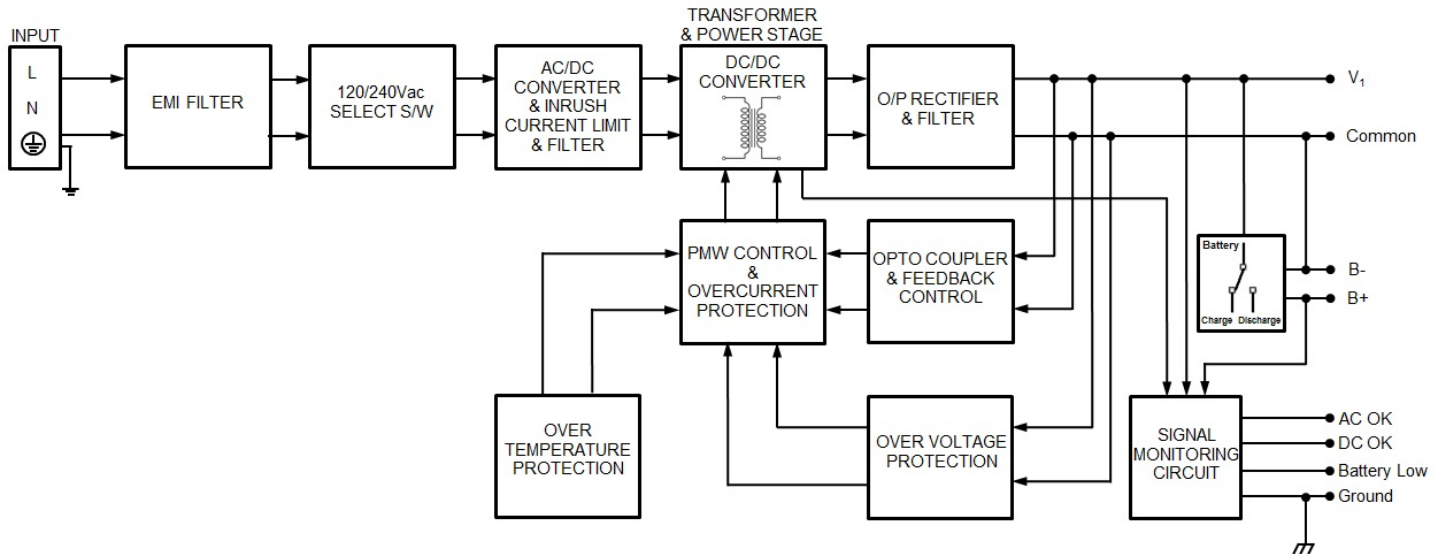 TRANSFORMER
& POWER STAGE
INPUT
L
N
EMI FILTER
120/240Vac
SELECT S/W
AC/DC
CONVERTER
& INRUSH
CURRENT LIMIT
& FILTER
DC/DC
CONVERTER
O/P RECTIFIER
& FILTER
V1
Common
PMW CONTROL
&
OVERCURRENT
PROTECTION
OPTO COUPLER
& FEEDBACK
CONTROL
Battery
Charge Discharge
B-
B+
OVER
TEMPERATURE
PROTECTION
OVER VOLTAGE
PROTECTION
SIGNAL
MONITORING
CIRCUIT
AC OK
DC OK
Battery Low
Ground